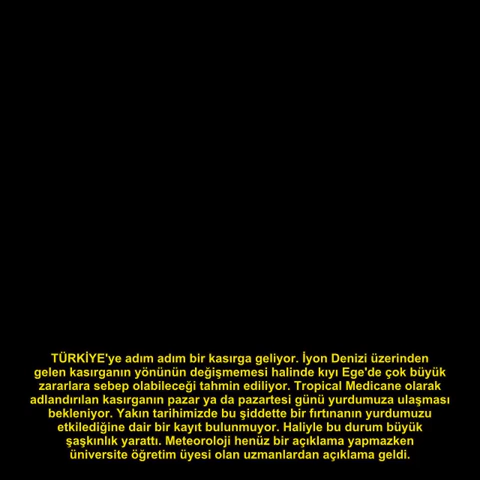 TÜRKİYE'ye adım adım bir kasırga geliyor. İyon Denizi üzerinden
gelen kasırganın yönünün değişmemesi halinde kıyı Ege'de çok büyük
zararlara sebep olabileceği tahmin ediliyor. Tropical Medicane olarak
adlandırılan kasırganın pazar ya da pazartesi günü yurdumuza ulaşması
bekleniyor. Yakın tarihimizde bu şiddette bir fırtınanın yurdumuzu
etkilediğine dair bir kayıt bulunmuyor. Haliyle bu durum büyük
şaşkınlık yarattı. Meteoroloji henüz bir açıklama yapmazken
üniversite öğretim üyesi olan uzmanlardan açıklama geldi.